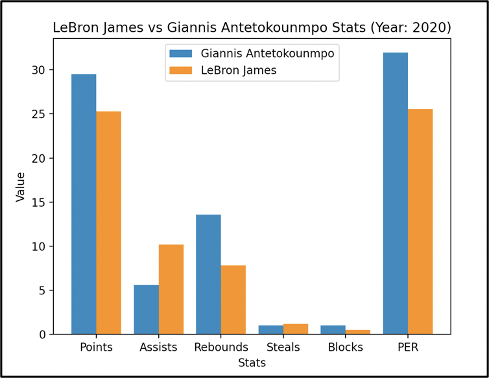 LeBron James vs Giannis Antetokounmpo Stats (Year: 2020)
Giannis Antetokounmpo
LeBron James
30
25
20
15
10
5
0
Value
Points Assists Rebounds Steals Blocks PER
Stats